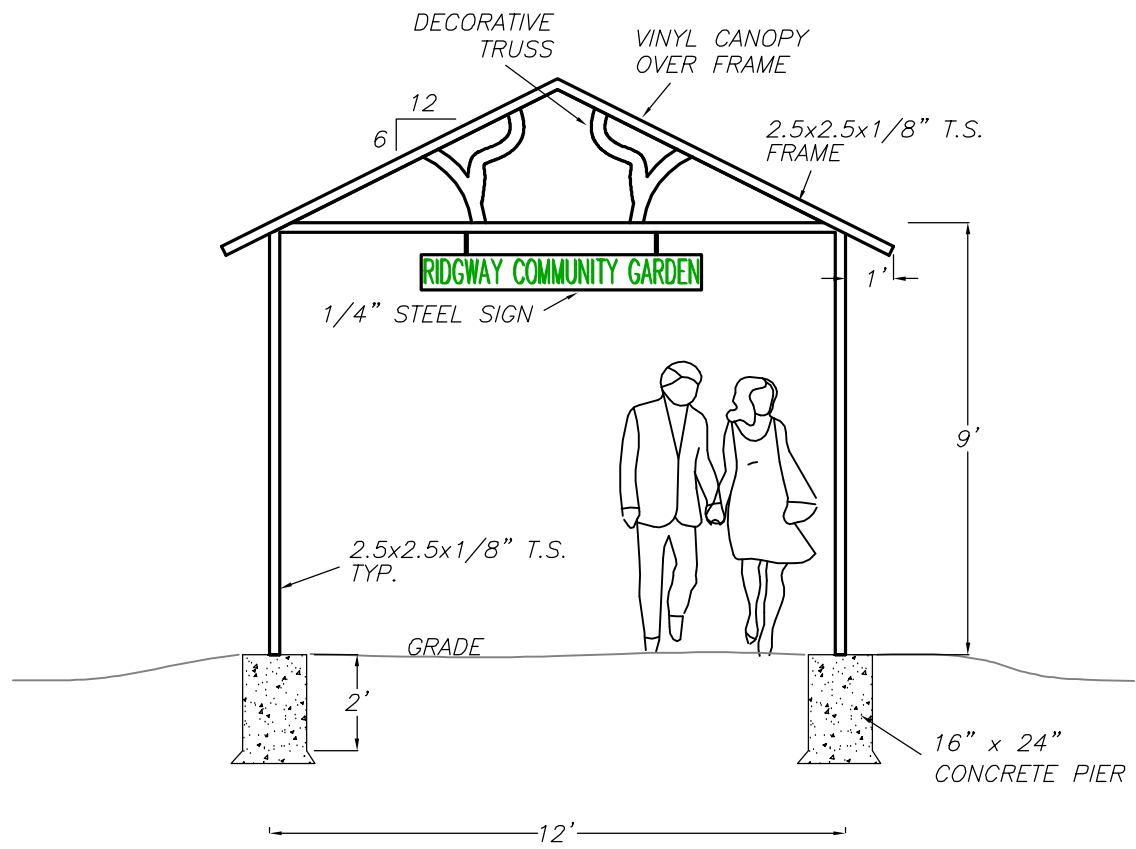 DECORATIVE
TRUSS
VINYL CANOPY
OVER FRAME
12
6
2.5x2.5x1/8” T.S.
FRAME
RIDGWAY COMMUNITY GARDEN
1’
1/4” STEEL SIGN
9’
2.5x2.5x1/8” T.S.
TYP.
GRADE
2’
16” x 24”
CONCRETE PIER
12’